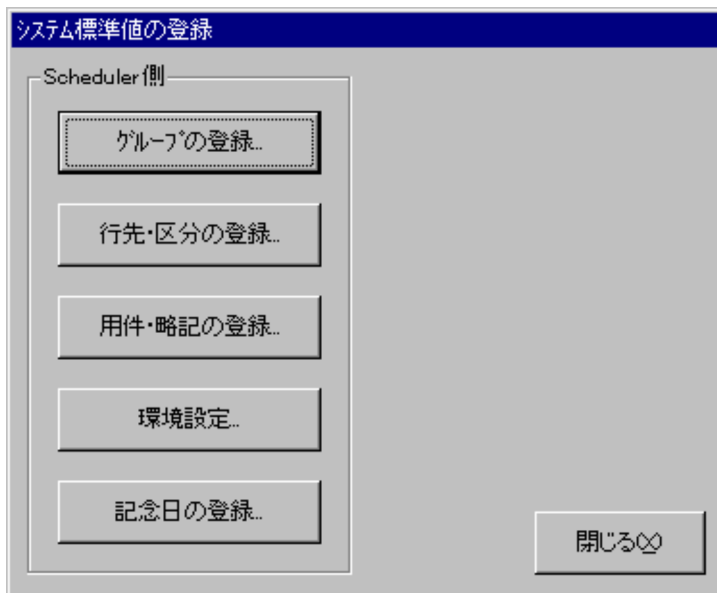 ｼｽﾃﾑ標準値の登録
Scheduler側
ｸﾞﾙｰﾌﾟの登録..
行先･区分の登録..
用件･略記の登録..
環境設定..
記念日の登録..
閉じる(X)